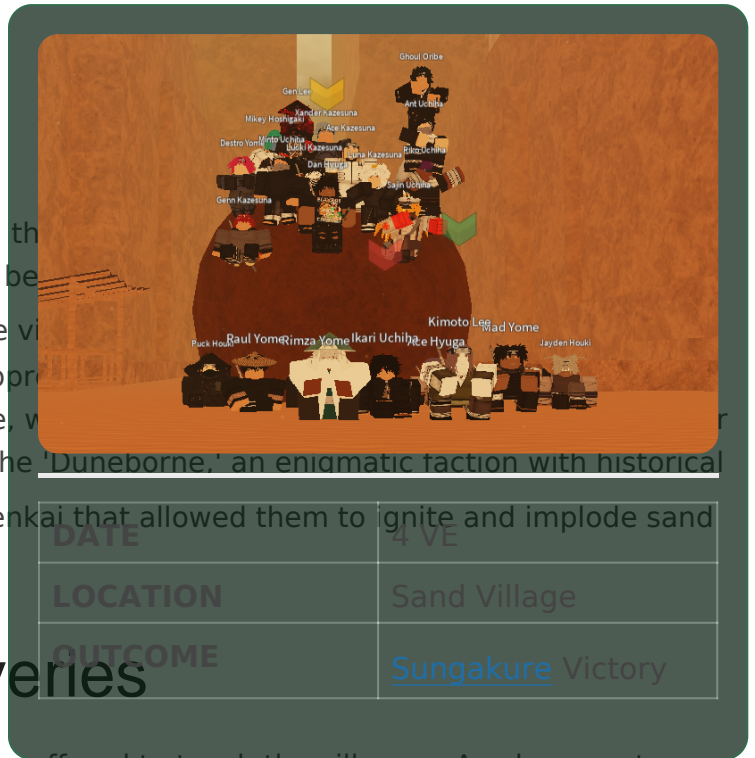 Ghoul Oribe
Gen Lee
Ant Uchiha
Xander Kazesuna
Mikey Hoshigaki
Ace Kazesuna
Destro Yome
Minto Uchiha
Lucki Kazesuna
Luna Kazesuna
Riko Uchiha
Dan Hyuga
Sajin Uchiha
Genn Kazesuna
Kimoto Lee
Mad Yome
Puck Houki
Raul Yome
Rimza Yome
Ikari Uchiha
Ace Hyuga
Jayden Houki
th
be
e vi
opre
e, w
r
he 'Duneborne,' an enigmatic faction with historical
enkai that allowed them to ignite and implode sand
DATE 4 VE
LOCATION Sand Village
OUTCOME Sungakure Victory
veries